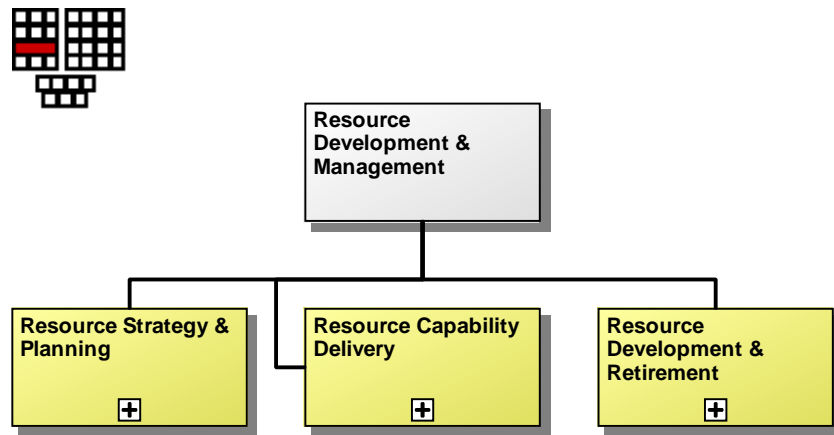 Resource
Development &
Management
Resource Strategy &
Planning
Resource Capability
Delivery
Resource
Development &
Retirement